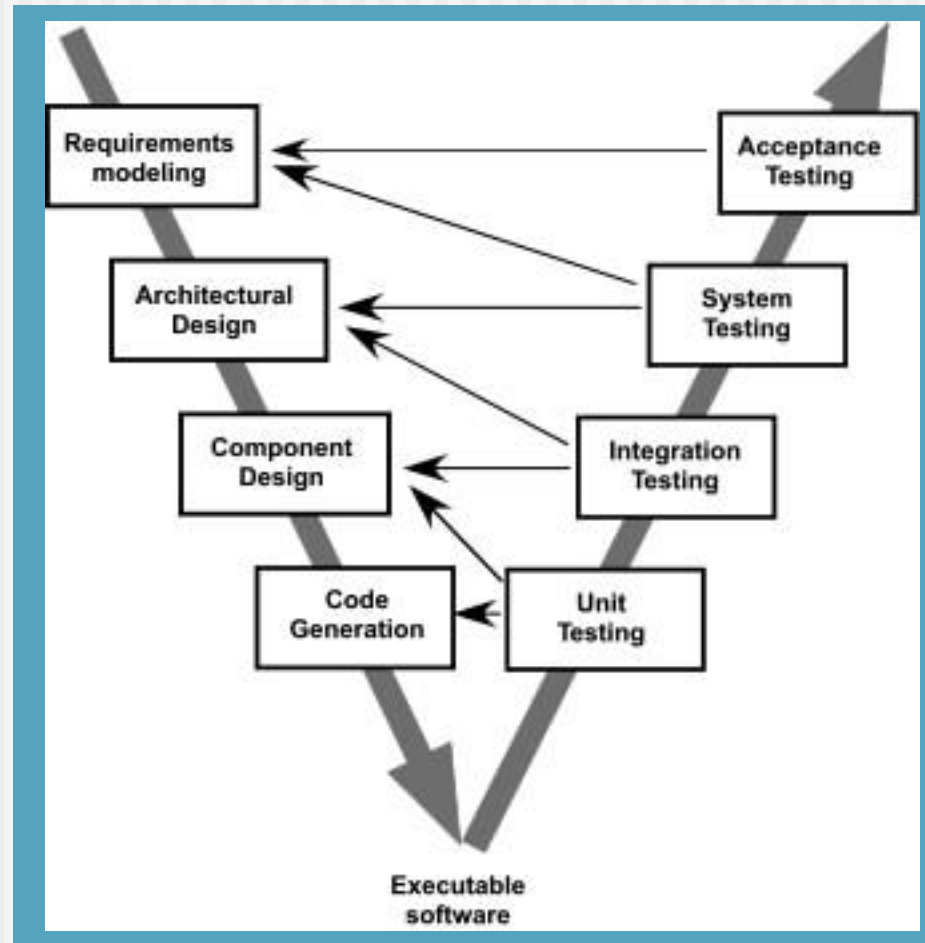 Requirements
modeling
Acceptance
Testing
Architectural
Design
System
Testing
Component
Design
Integration
Testing
Code
Generation
Unit
Testing
Executable
software